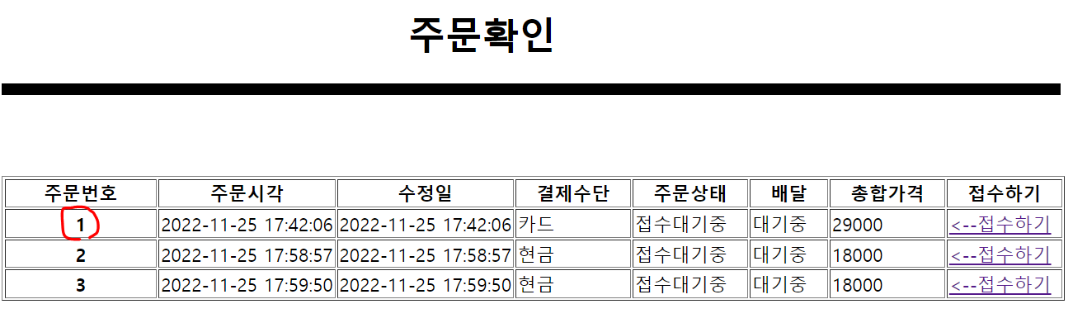 주문확인
주문번호 주문시각 수정일 결제수단 주문상태 배달 총합가격 접수하기
1 2022-11-25 17:42:06 2022-11-25 17:42:06 카드 접수대기중 대기중 29000 <--접수하기
2 2022-11-25 17:58:57 2022-11-25 17:58:57 현금 접수대기중 대기중 18000 <--접수하기
3 2022-11-25 17:59:50 2022-11-25 17:59:50 현금 접수대기중 대기중 18000 <--접수하기